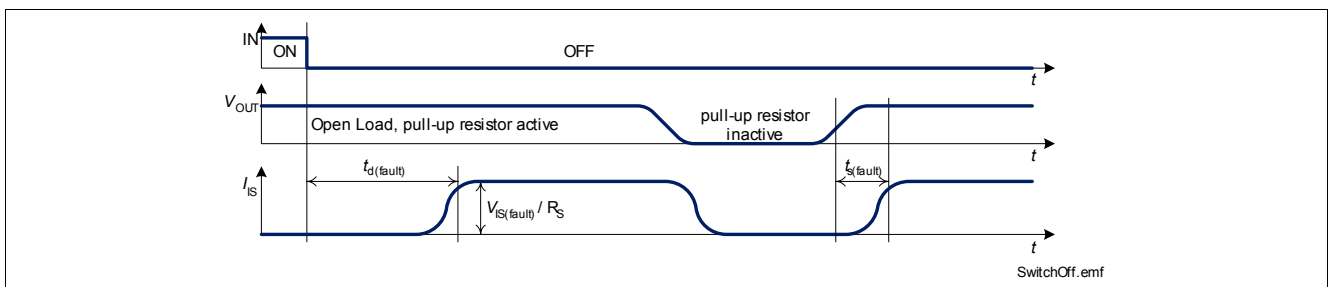 IN
ON
OFF
t
VOUT
Open Load, pull-up resistor active
pull-up resistor
inactive
t
IIS
td(fault)
VIS(fault) / RS
ts(fault)
t
SwitchOff.emf